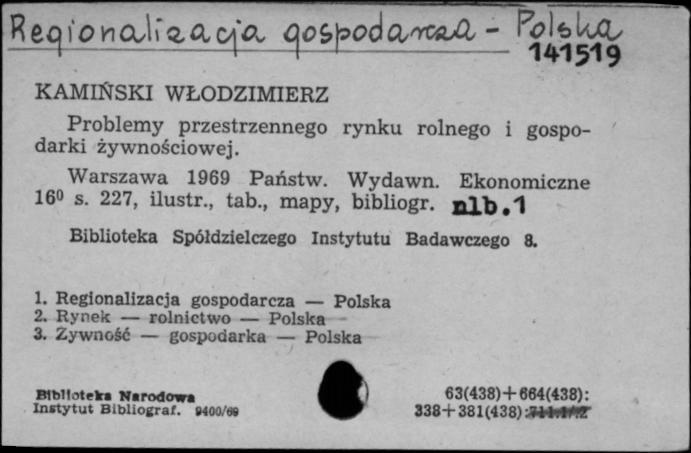 Regionalizacja gospodarcza - Polska
141519
KAMIŃSKI WŁODZIMIERZ
Problemy przestrzennego rynku rolnego i gospo-
darki żywnościowej.
Warszawa 1969 Państw. Wydawn. Ekonomiczne
16⁰ s. 227, ilustr., tab., mapy, bibliogr. nlb.1
Biblioteka Spółdzielczego Instytutu Badawczego 8.
1. Regionalizacja gospodarcza — Polska
2. Rynek — rolnictwo — Polska
3. Żywność — gospodarka — Polska
Biblioteka Narodowa
Instytut Bibliograf. 9400/69
63(438)+664(438):
338+381(438):